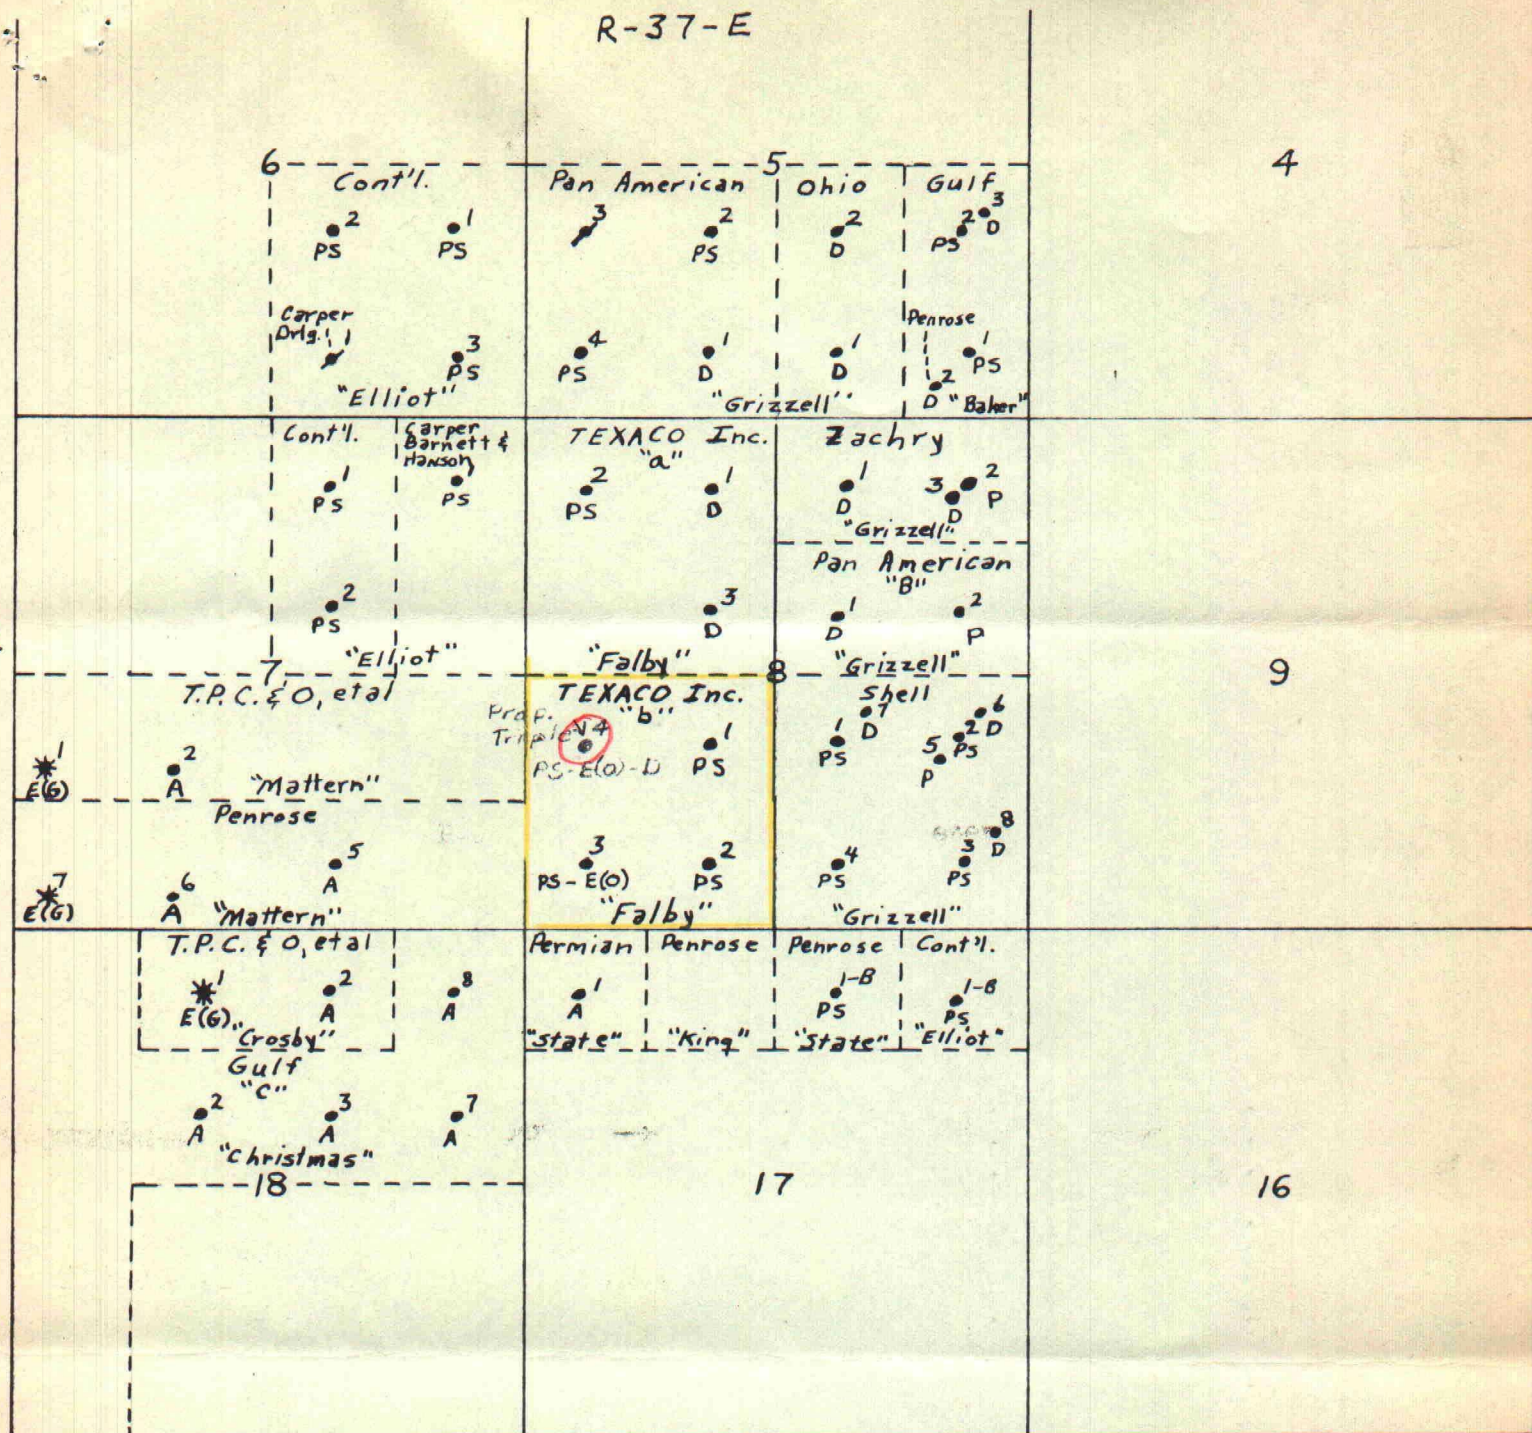 R-37-E
6
5
4
Cont'l.
Pan American
Ohio
Gulf
2
PS
1
PS
3
2
PS
2
D
2
PS
3
D
Carper
Drlg.
1
3
PS
4
PS
1
D
1
D
Penrose
1
PS
2
D
"Elliot"
"Grizzell"
"Baker"
Cont'l.
Carper
Barnett &
Hanson
TEXACO Inc.
"a"
Zachry
1
PS
1
PS
2
PS
1
D
1
D
3
D
2
P
"Grizzell"
Pan American
"B"
2
PS
3
D
1
D
2
P
"Elliot"
"Falby"
"Grizzell"
7
8
9
T.P.C. & O, etal
TEXACO Inc.
"b"
Shell
Prop.
Triple
4
PS-E(O)-D
1
PS
1
PS
7
D
5
P
2
PS
6
D
1
E(G)
2
A
"Mattern"
Penrose
5
A
3
PS-E(O)
2
PS
4
PS
3
PS
8
D
7
E(G)
6
A
"Mattern"
"Falby"
"Grizzell"
T.P.C. & O, etal
Permian
Penrose
Penrose
Cont'l.
1
E(G)
2
A
8
A
1
A
1-B
PS
1-B
PS
"Crosby"
"State"
"King"
"State"
"Elliot"
Gulf
"C"
2
A
3
A
7
A
"Christmas"
18
17
16